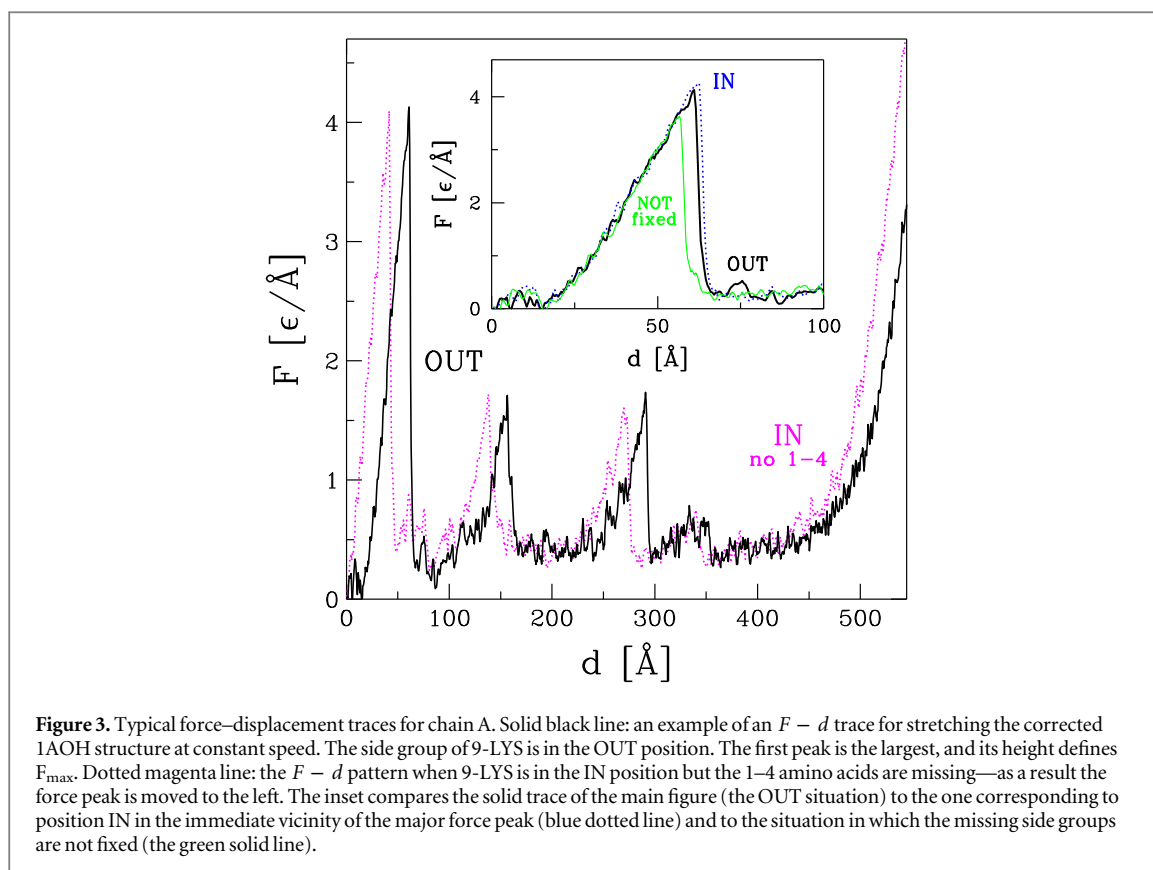 IN
4
2
0
F [ϵ/Å]
NOT
fixed
OUT
0
50
100
d [Å]
4
3
2
1
0
F [ϵ/Å]
OUT
IN
no 1–4
0
100
200
300
400
500
d [Å]
Figure 3. Typical force–displacement traces for chain A. Solid black line: an example of an F − d trace for stretching the corrected
1AOH structure at constant speed. The side group of 9-LYS is in the OUT position. The first peak is the largest, and its height defines
Fmax. Dotted magenta line: the F − d pattern when 9-LYS is in the IN position but the 1–4 amino acids are missing—as a result the
force peak is moved to the left. The inset compares the solid trace of the main figure (the OUT situation) to the one corresponding to
position IN in the immediate vicinity of the major force peak (blue dotted line) and to the situation in which the missing side groups
are not fixed (the green solid line).